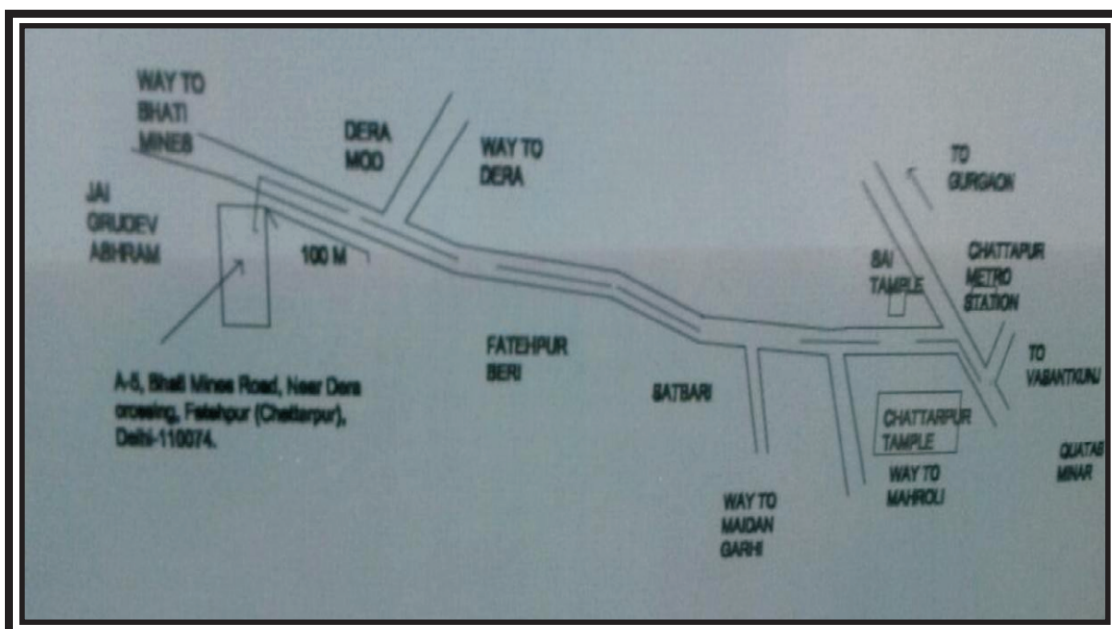 WAY TO
BHATI
MINES
DERA
MOD
WAY TO
DERA
TO
GURGAON
JAI
GRUDEV
ABHRAM
100 M
SAI
TAMPLE
CHATTAPUR
METRO
STATION
FATEHPUR
BERI
TO
VASANTKUNJ
A-5, Bhati Mines Road, Near Dera
crossing, Fatehpur (Chattarpur),
Delhi-110074.
SATBARI
CHATTARPUR
TAMPLE
QUATAB
MINAR
WAY TO
MAHROLI
WAY TO
MAIDAN
GARHI